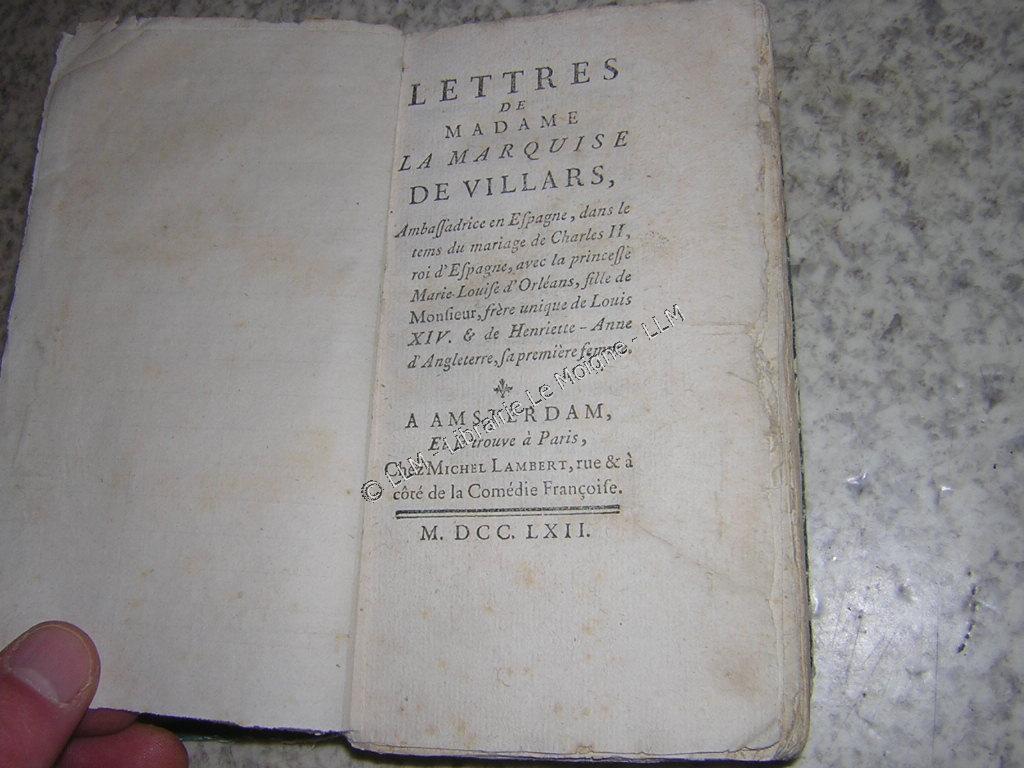 LETTRES
DE
MADAME
LA MARQUISE
DE VILLARS,
Ambaſſadrice en Eſpagne, dans le
tems du mariage de Charles II,
roi d'Eſpagne, avec la princeſſe
Marie-Louiſe d'Orléans, fille de
Monſieur, frère unique de Louis
XIV. & de Henriette-Anne
d'Angleterre, ſa première femme.
A AMSTERDAM,
Et ſe trouve à Paris,
Chez MICHEL LAMBERT, rue & à
côté de la Comédie Françoiſe.
M. DCC. LXII.
© LLM - Librairie Le Moigne - LLM